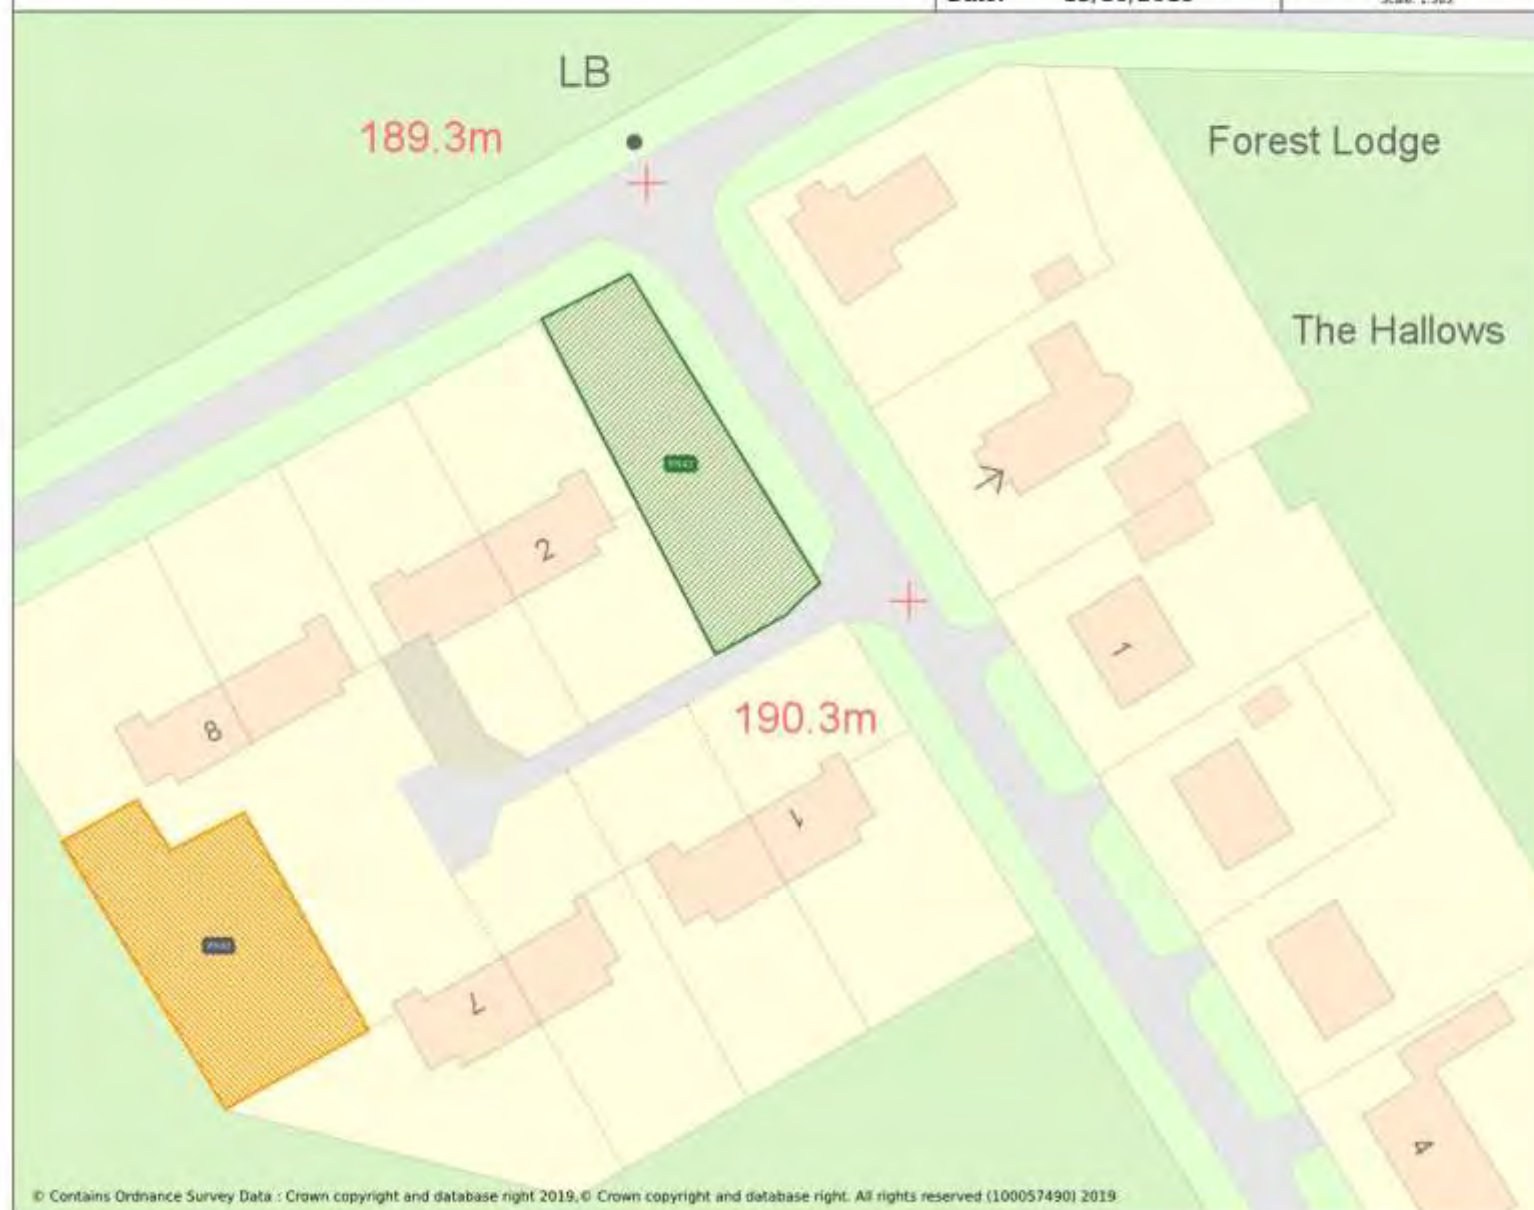 LB
189.3m
Forest Lodge
The Hallows
2
8
1
190.3m
1
7
4
© Contains Ordnance Survey Data : Crown copyright and database right 2019,© Crown copyright and database right. All rights reserved (100057490) 2019